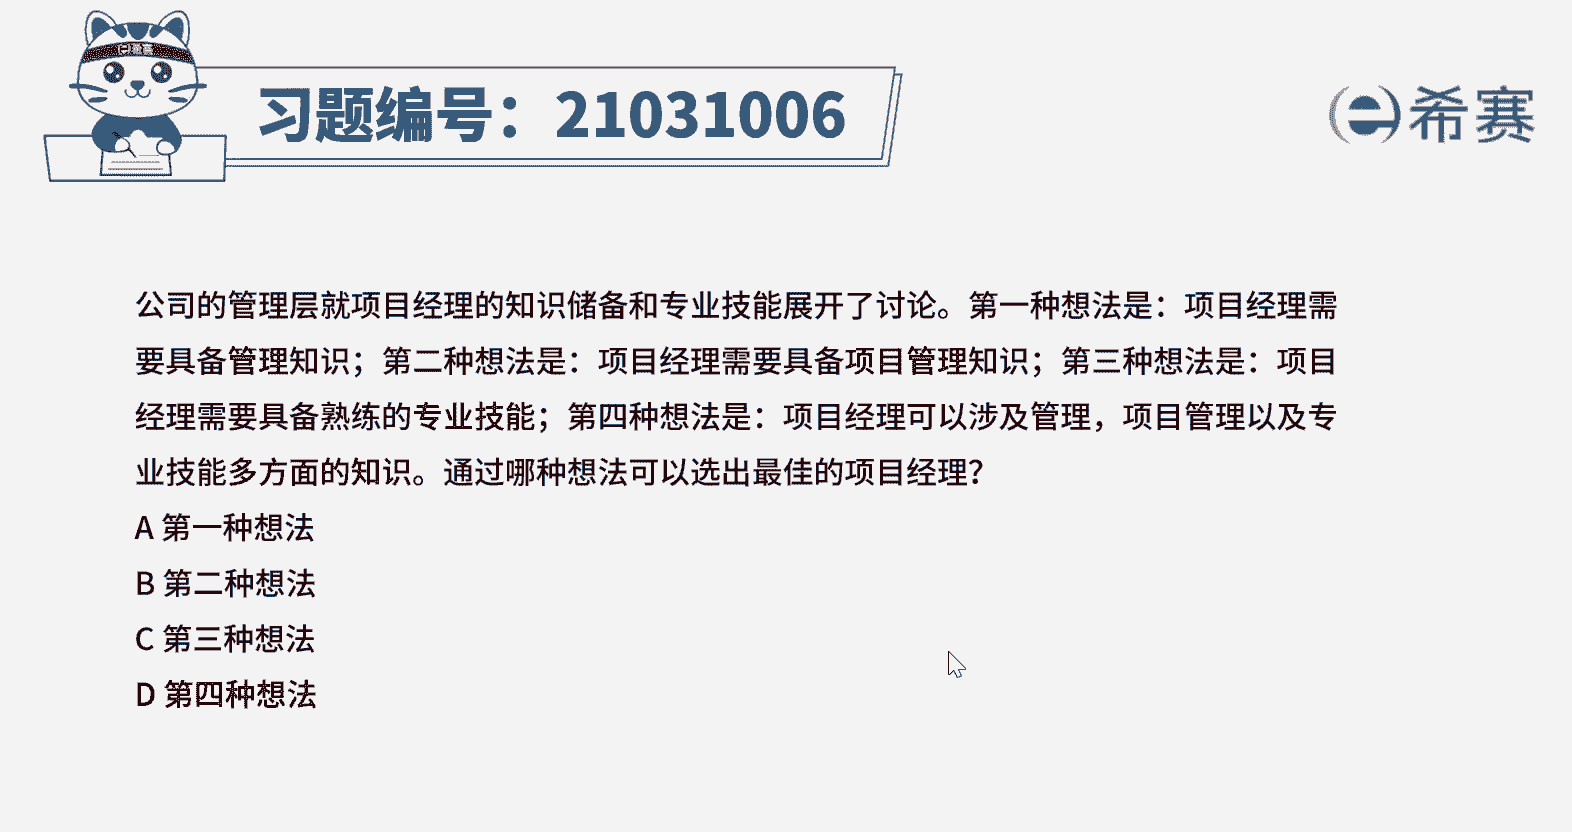 习题编号：21031006
希赛
公司的管理层就项目经理的知识储备和专业技能展开了讨论。第一种想法是：项目经理需
要具备管理知识；第二种想法是：项目经理需要具备项目管理知识；第三种想法是：项目
经理需要具备熟练的专业技能；第四种想法是：项目经理可以涉及管理，项目管理以及专
业技能多方面的知识。通过哪种想法可以选出最佳的项目经理？
A 第一种想法
B 第二种想法
C 第三种想法
D 第四种想法